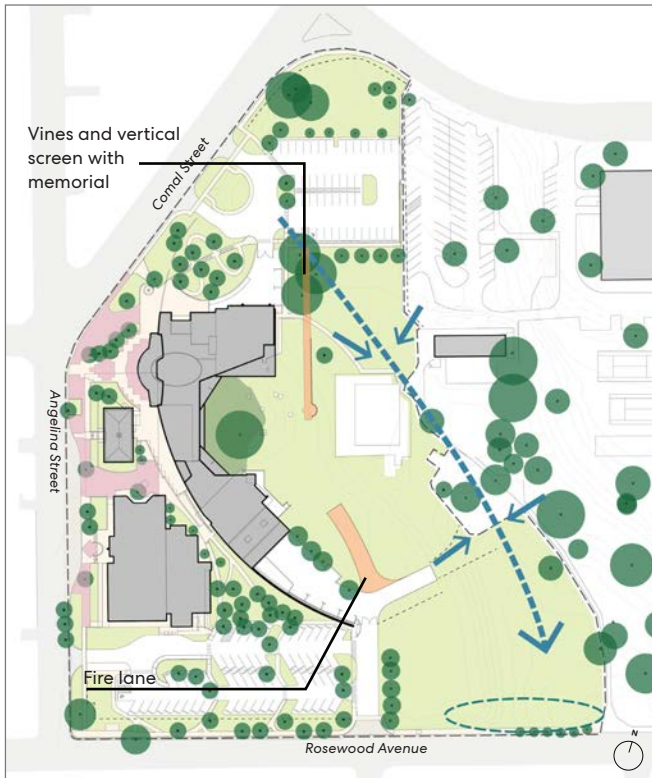 Vines and vertical
screen with
memorial
Comal Street
Angelina Street
Fire lane
Rosewood Avenue
N